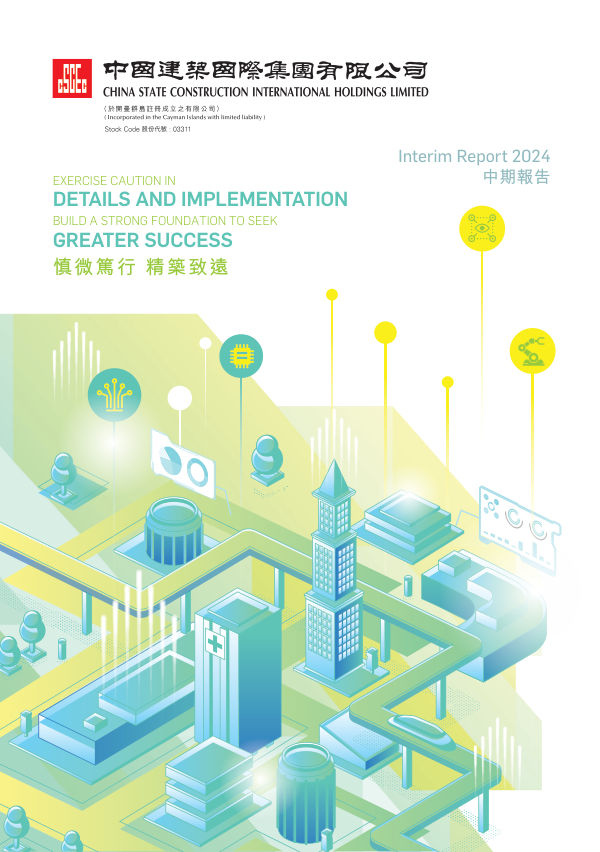 CSCEC
中國建築國際集團有限公司
CHINA STATE CONSTRUCTION INTERNATIONAL HOLDINGS LIMITED
(於開曼群島註冊成立之有限公司)
( Incorporated in the Cayman Islands with limited liability )
Stock Code 股份代號 : 03311
Interim Report 2024
中期報告
EXERCISE CAUTION IN
DETAILS AND IMPLEMENTATION
BUILD A STRONG FOUNDATION TO SEEK
GREATER SUCCESS
慎微篤行 精築致遠